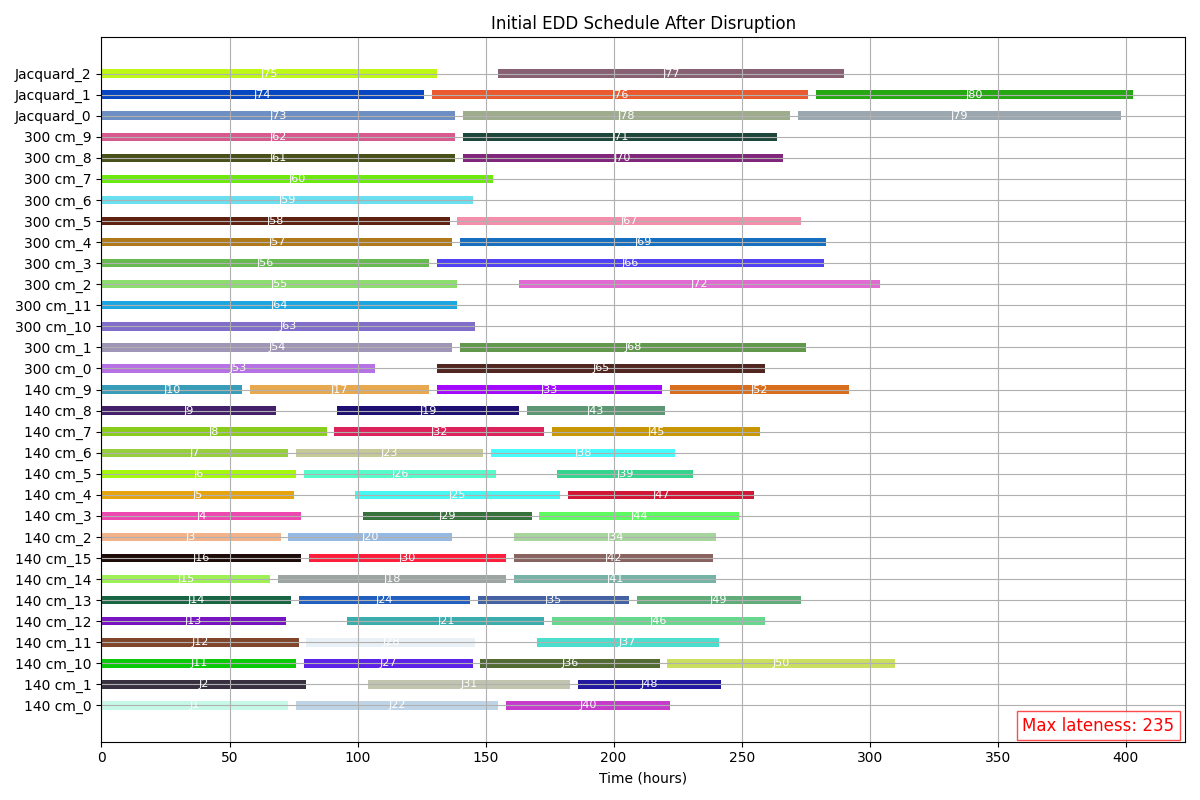 Initial EDD Schedule After Disruption
Jacquard_2 J75 J77
Jacquard_1 J74 J76 J80
Jacquard_0 J73 J78 J79
300 cm_9 J62 J71
300 cm_8 J61 J70
300 cm_7 J60
300 cm_6 J59
300 cm_5 J58 J67
300 cm_4 J57 J69
300 cm_3 J56 J66
300 cm_2 J55 J72
300 cm_11 J64
300 cm_10 J63
300 cm_1 J54 J68
300 cm_0 J53 J65
140 cm_9 J10 J17 J33 J52
140 cm_8 J9 J19 J43
140 cm_7 J8 J32 J45
140 cm_6 J7 J23 J38
140 cm_5 J6 J26 J39
140 cm_4 J5 J25 J47
140 cm_3 J4 J29 J44
140 cm_2 J3 J20 J34
140 cm_15 J16 J30 J42
140 cm_14 J15 J18 J41
140 cm_13 J14 J24 J35 J49
140 cm_12 J13 J21 J46
140 cm_11 J12 J28 J37
140 cm_10 J11 J27 J36 J50
140 cm_1 J2 J31 J48
140 cm_0 J1 J22 J40
Max lateness: 235
0 50 100 150 200 250 300 350 400
Time (hours)